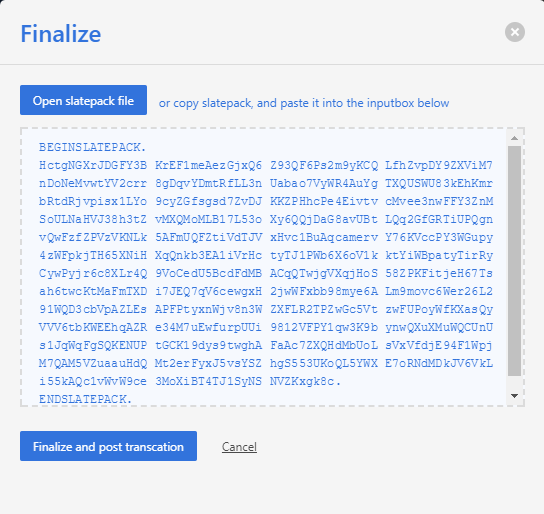 Finalize
Open slatepack file
or copy slatepack, and paste it into the inputbox below
BEGINSLATEPACK.
HctgNGXrJDGFY3B KrEF1meAezGjxQ6 Z93QF6Ps2m9yKCQ LfhZvpDY9ZXViM7
nDoNeMvwtYV2crr 8gDqvYDmtRfLL3n Uabao7VyWR4AuYg TXQUSWU83kEhKmr
bRtdRjvpisx1LYo 9cyZGfsgsd7ZvDJ KKZPHhcPe4Eivtv cMvee3nwFFY3ZnM
SoULNaHVJ38h3tZ vMXQMoMLB17L53o Xy6QQjDaG8avUBt LQq2GfGRTiUPQgn
vQwFzfZPVzVKNLk 5AFmUQFZtiVdTJV xHvc1BuAqcamerv Y76KVccPY3WGupy
4zWFpkjTH65XNiH XqQnkb3EA1iVrHc tyTJ1PWb6X6oV1k ktYiWBpatyTirRy
CywPyjr6c8XLr4Q 9VoCedU5BcdFdMB ACqQTwjgVXqjHoS 58ZPKFitjeH67Ts
ah6twcKtMaFmTXD i7JEQ7qV6cewgxH 2jwWFxbb98mye6A Lm9movc6Wer26L2
91WQD3cbVpAZLEs APFPtyxnWjv8n3W ZXFLR2TPZwGc5Vt zwFUPoyWfKXasQy
VVV6tbKWEEhqAZR e34M7uEwfurpUUi 9812VFPY1qw3K9b ynwQXuXMuWQCUnU
s1JqWqFgSQKENUP tGCK19dys9twghA FaAc7ZXQHdMbUoL sVxVfdjE94F1Wpj
M7QAM5VZuaauHdQ Mt2erFyxJ5vsYSZ hgS553UKoQL5YWX E7oRNdMDkJV6VkL
i55kAQc1vWvW9ce 3MoXiBT4TJ1SyNS NVZKxgk8c.
ENDSLATEPACK.
Finalize and post transcation
Cancel